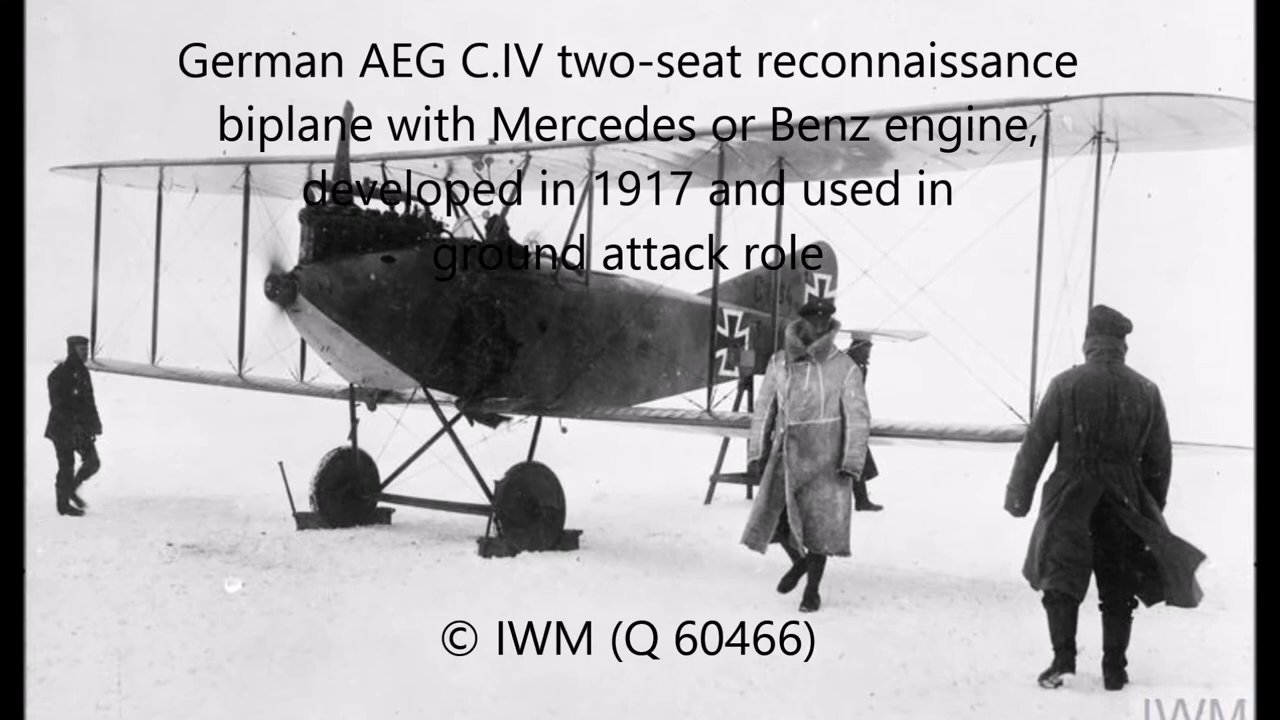 German AEG C.IV two-seat reconnaissance
biplane with Mercedes or Benz engine,
developed in 1917 and used in
ground attack role
© IWM (Q 60466)
IWM